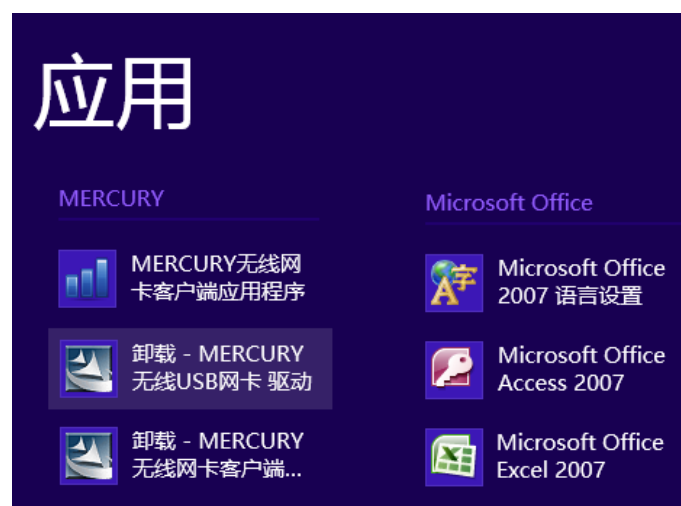 应用
MERCURY
MERCURY无线网
卡客户端应用程序
卸载 - MERCURY
无线USB网卡 驱动
卸载 - MERCURY
无线网卡客户端...
Microsoft Office
Microsoft Office
2007 语言设置
Microsoft Office
Access 2007
Microsoft Office
Excel 2007